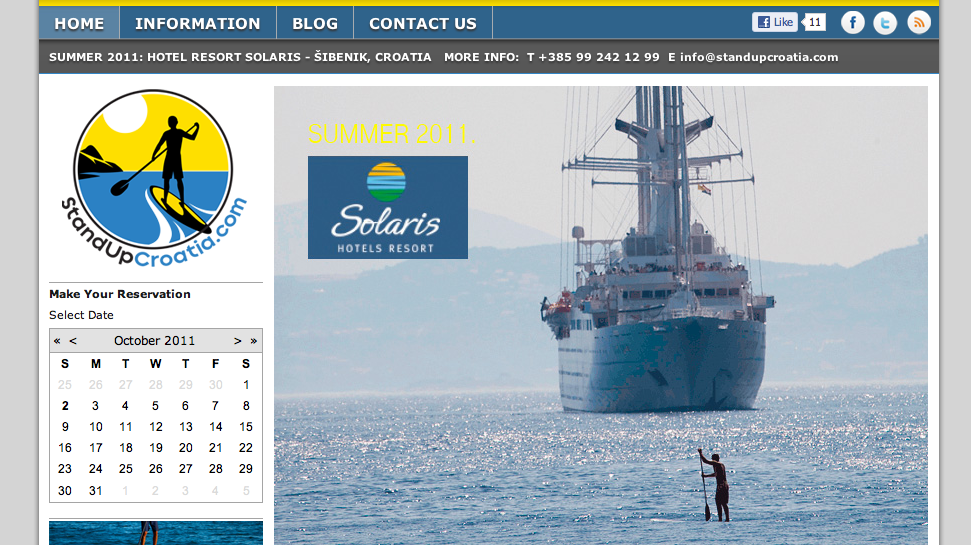 HOME INFORMATION BLOG CONTACT US Like 11
SUMMER 2011: HOTEL RESORT SOLARIS - ŠIBENIK, CROATIA MORE INFO: T +385 99 242 12 99 E info@standupcroatia.com
StandUpCroatia.com
Make Your Reservation
Select Date
« < October 2011 > »
S M T W T F S
25 26 27 28 29 30 1
2 3 4 5 6 7 8
9 10 11 12 13 14 15
16 17 18 19 20 21 22
23 24 25 26 27 28 29
30 31 1 2 3 4 5
SUMMER 2011.
Solaris
HOTELS RESORT